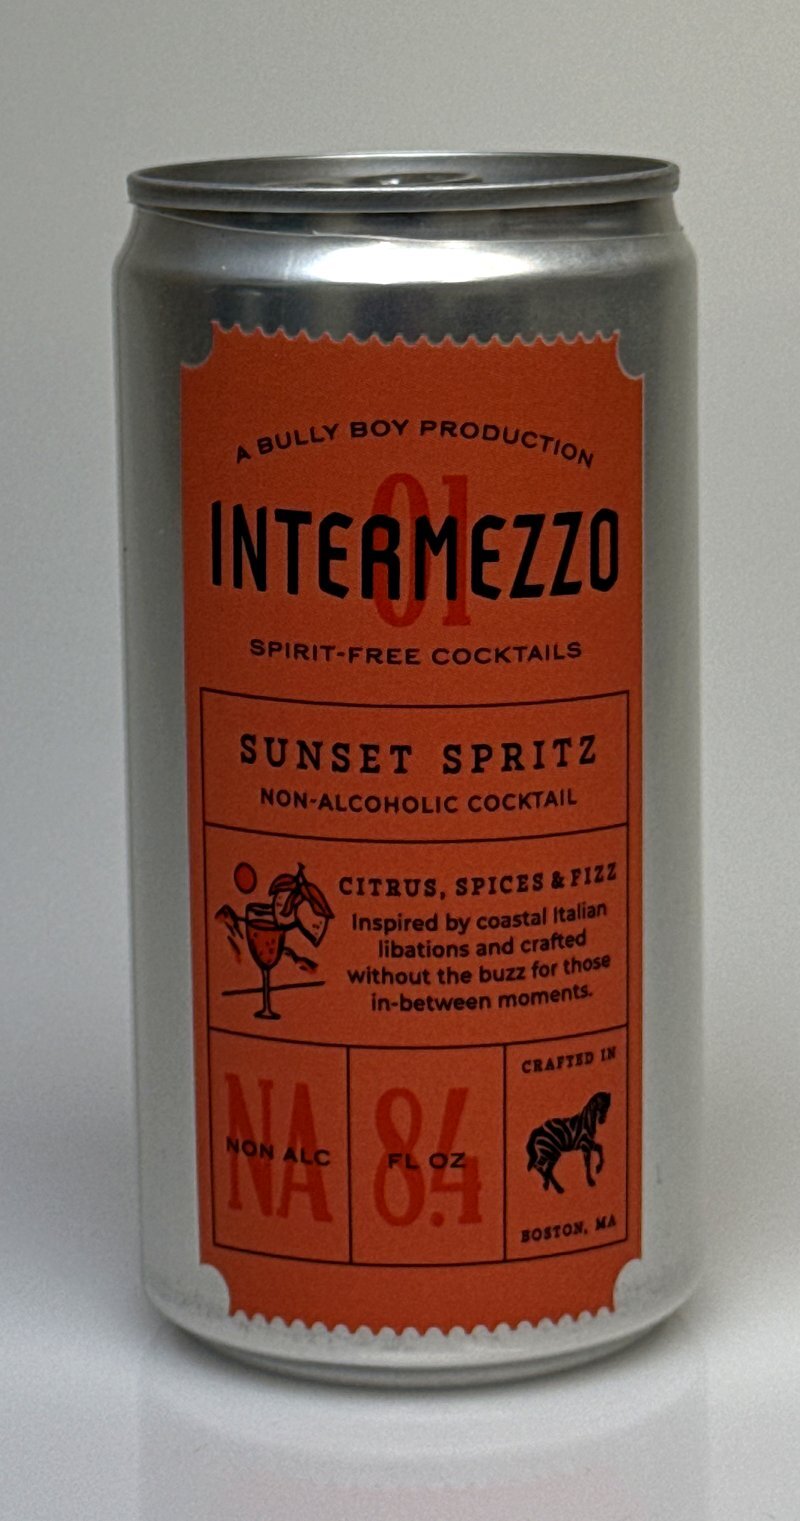 A BULLY BOY PRODUCTION
01
INTERMEZZO
SPIRIT-FREE COCKTAILS
SUNSET SPRITZ
NON-ALCOHOLIC COCKTAIL
CITRUS, SPICES & FIZZ
Inspired by coastal Italian
libations and crafted
without the buzz for those
in-between moments.
NA
NON ALC
8.4
FL OZ
CRAFTED IN
BOSTON, MA